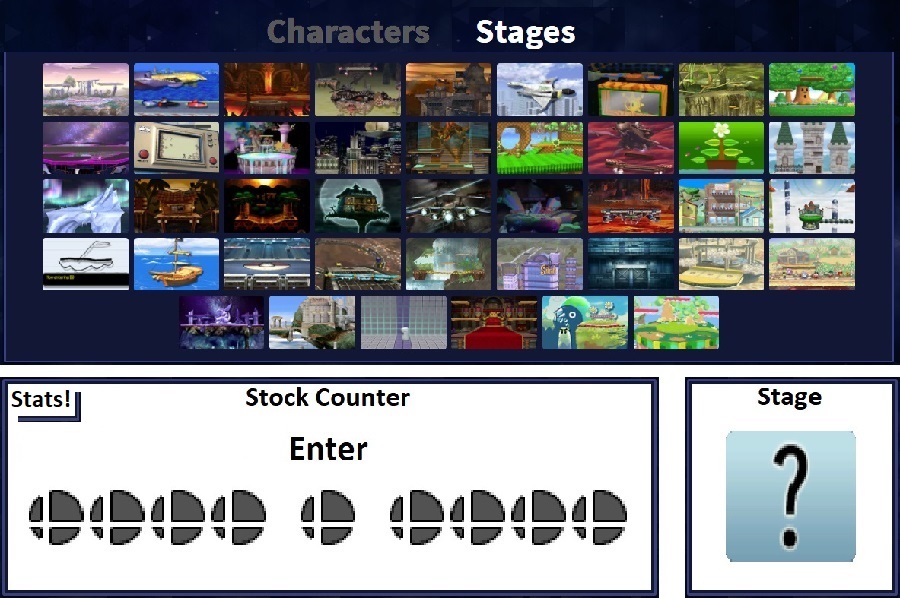 Characters Stages
Stats!
Stock Counter
Stage
Enter
?